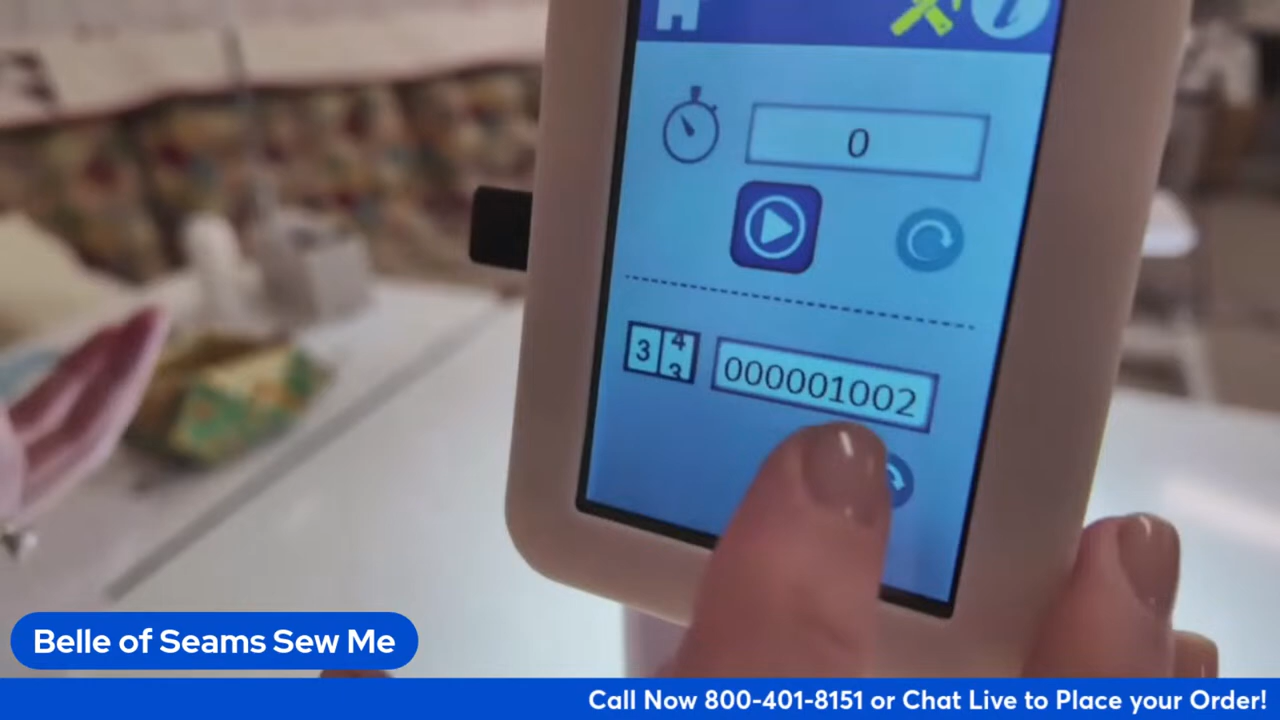 0
3 4
3
000001002
Belle of Seams Sew Me
Call Now 800-401-8151 or Chat Live to Place your Order!